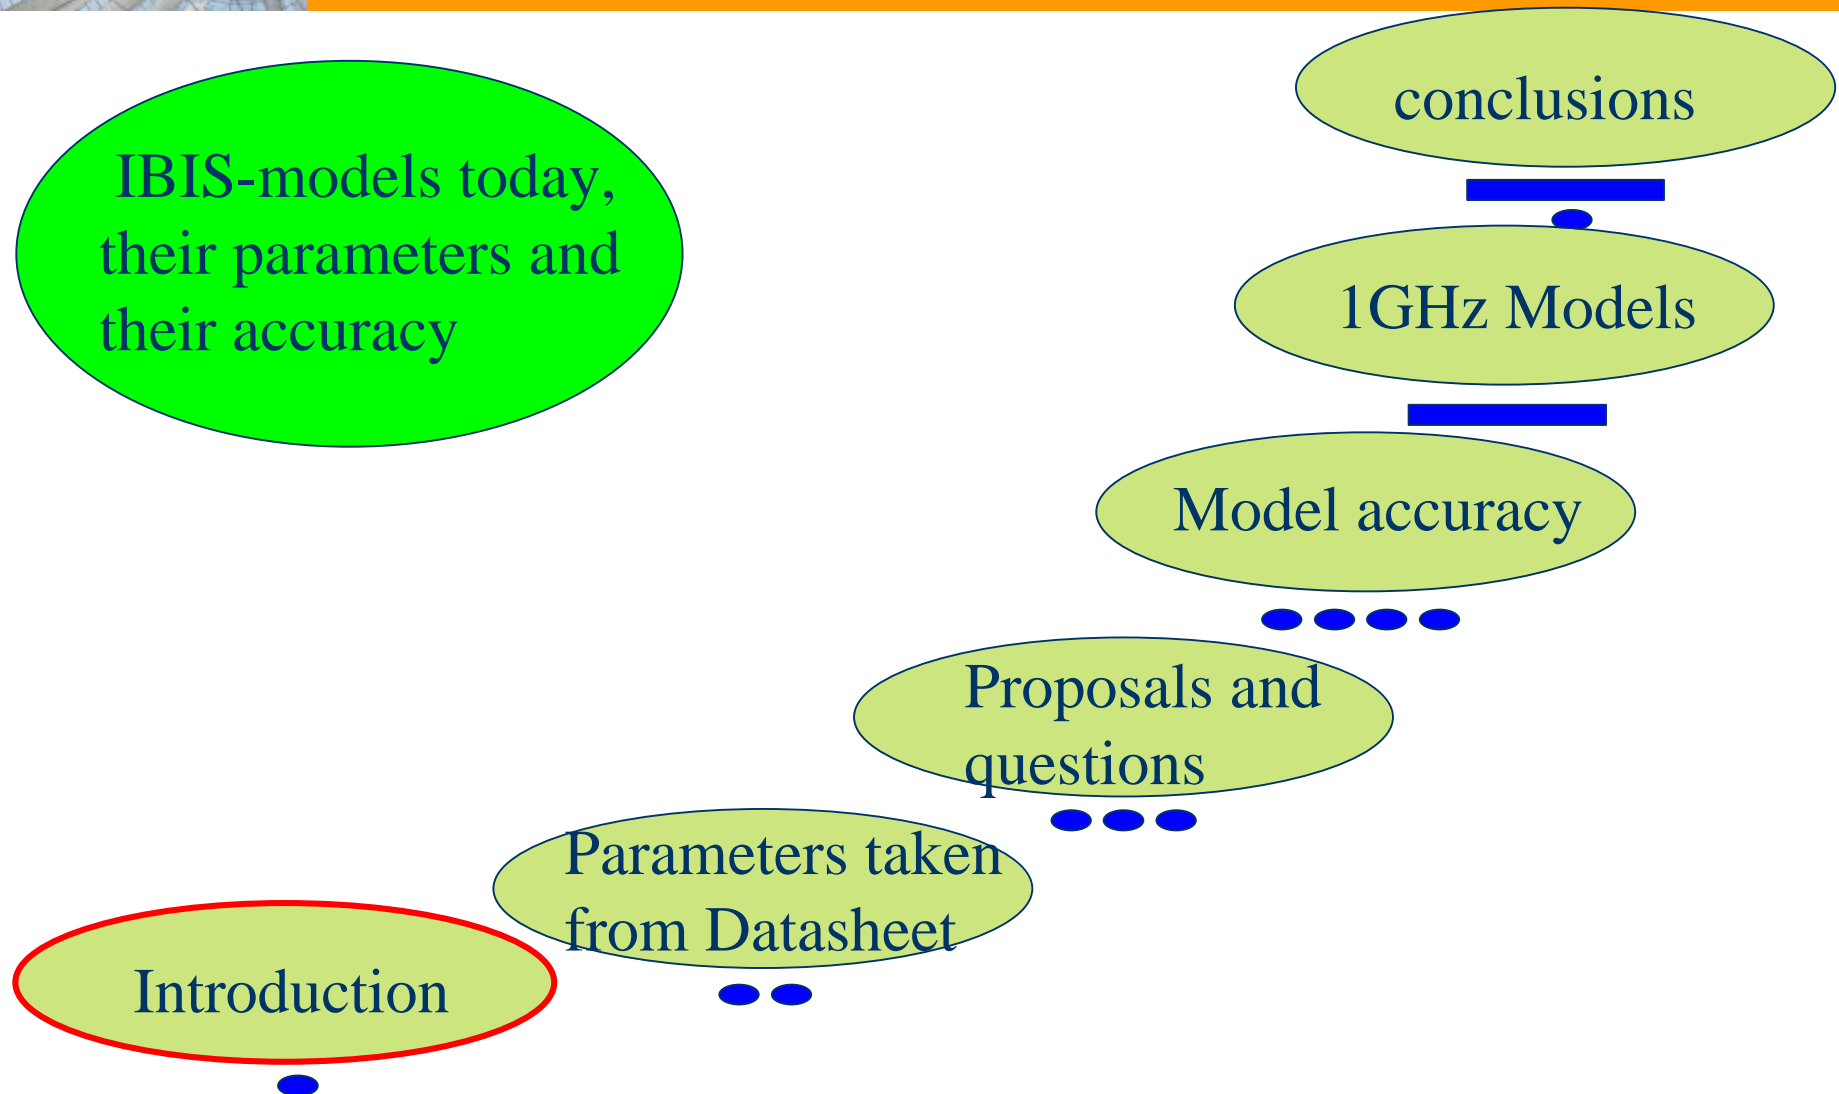 IBIS-models today,
their parameters and
their accuracy
conclusions
1GHz Models
Model accuracy
Proposals and
questions
Parameters taken
from Datasheet
Introduction